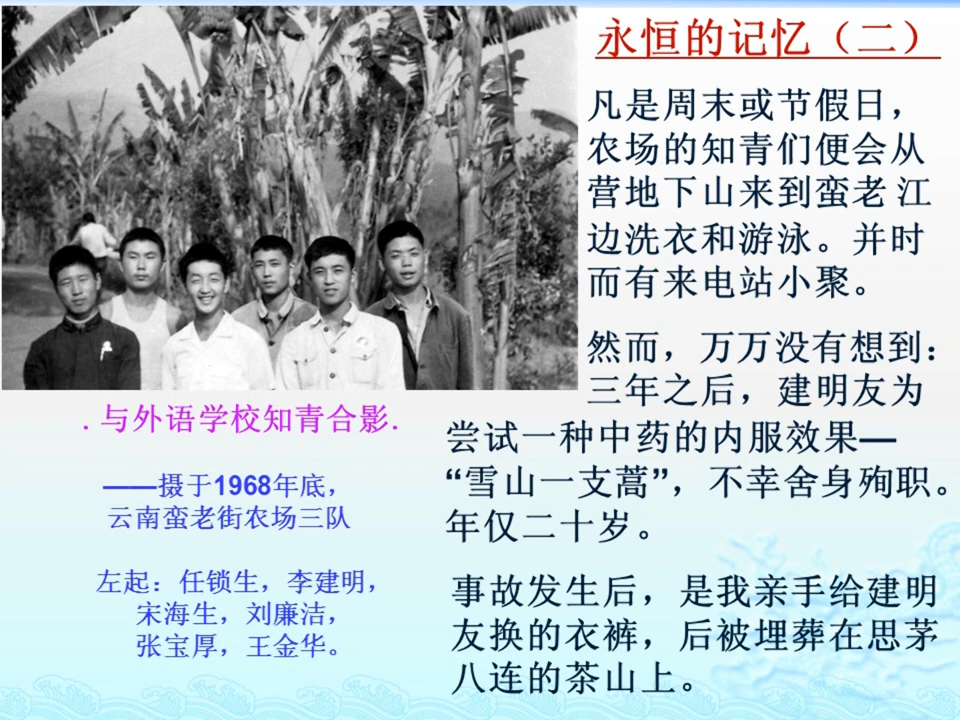 永恒的记忆（二）
凡是周末或节假日，
农场的知青们便会从
营地下山来到蛮老 江
边洗衣和游泳。并时
而有来电站小聚。
然而，万万没有想到：
三年之后，建明友为
尝试一种中药的内服效果—
“雪山一支蒿”，不幸舍身殉职。
年仅二十岁。
事故发生后，是我亲手给建明
友换的衣裤，后被埋葬在思茅
八连的茶山上。
. 与外语学校知青合影.
——摄于1968年底，
云南蛮老街农场三队
左起：任锁生，李建明，
宋海生，刘廉洁，
张宝厚，王金华。